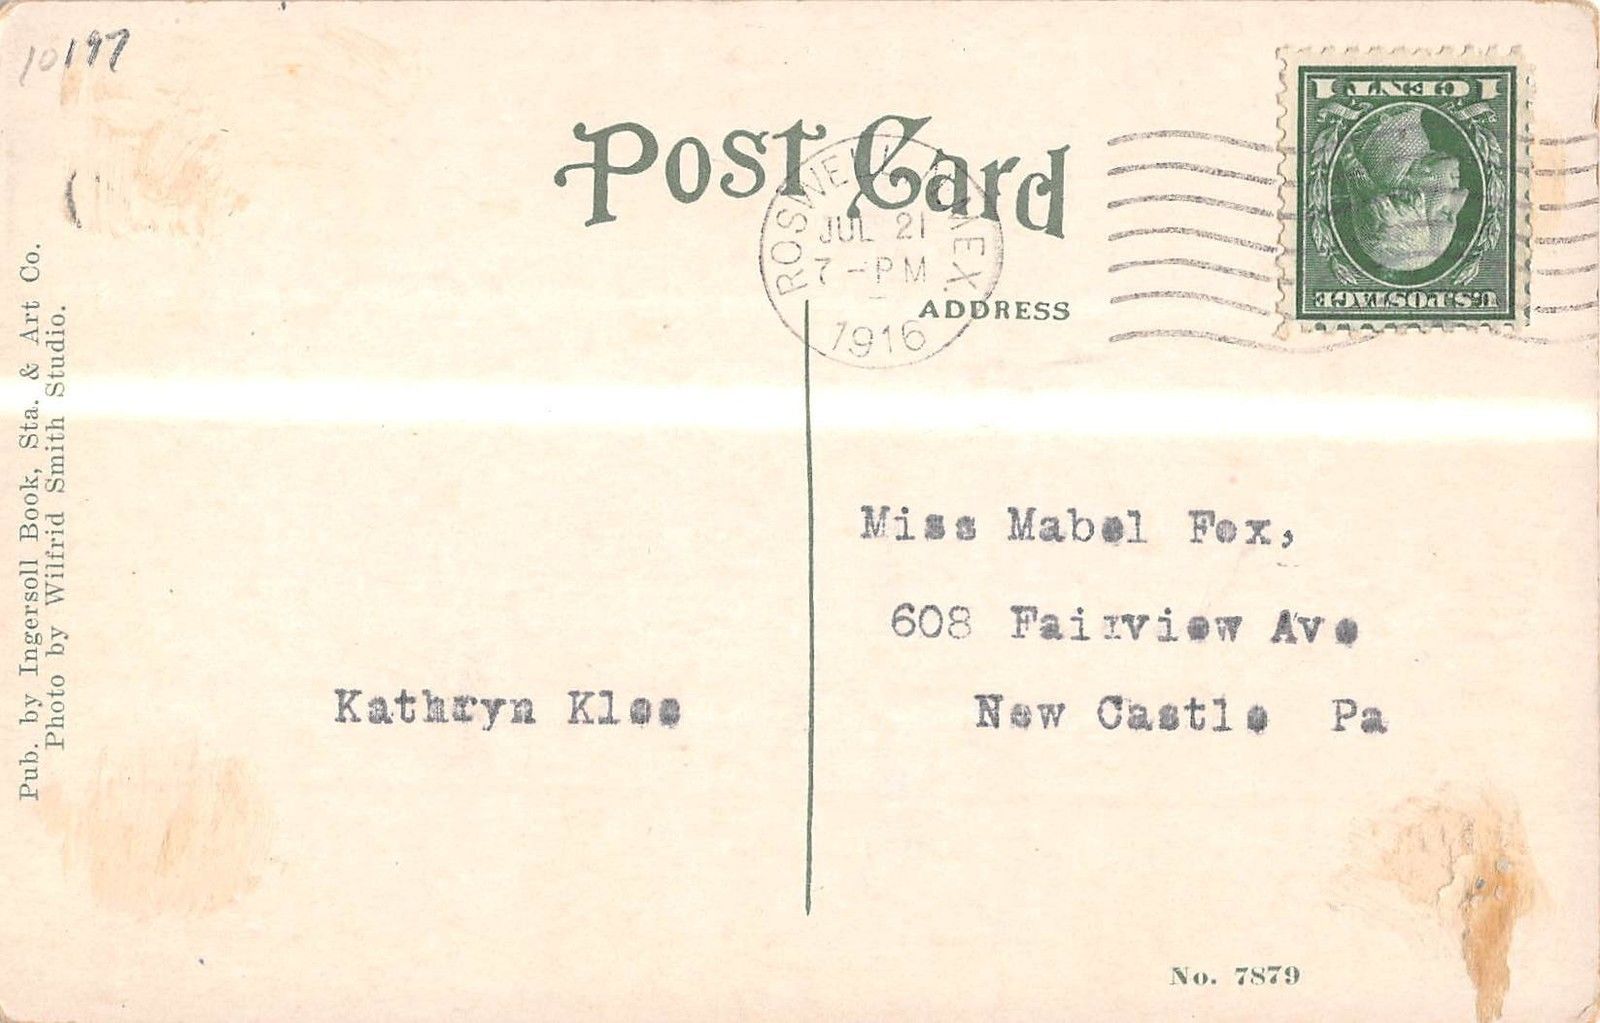 10197
Post Card
ROSWELL N. MEX.
JUL 21
7 - PM
1916
1 CENT 1
U.S. POSTAGE
ADDRESS
Pub. by Ingersoll Book, Sta. & Art Co.
Photo by Wilfrid Smith Studio.
Miss Mabel Fox,
608 Fairview Ave
New Castle Pa
Kathryn Klee
No. 7879